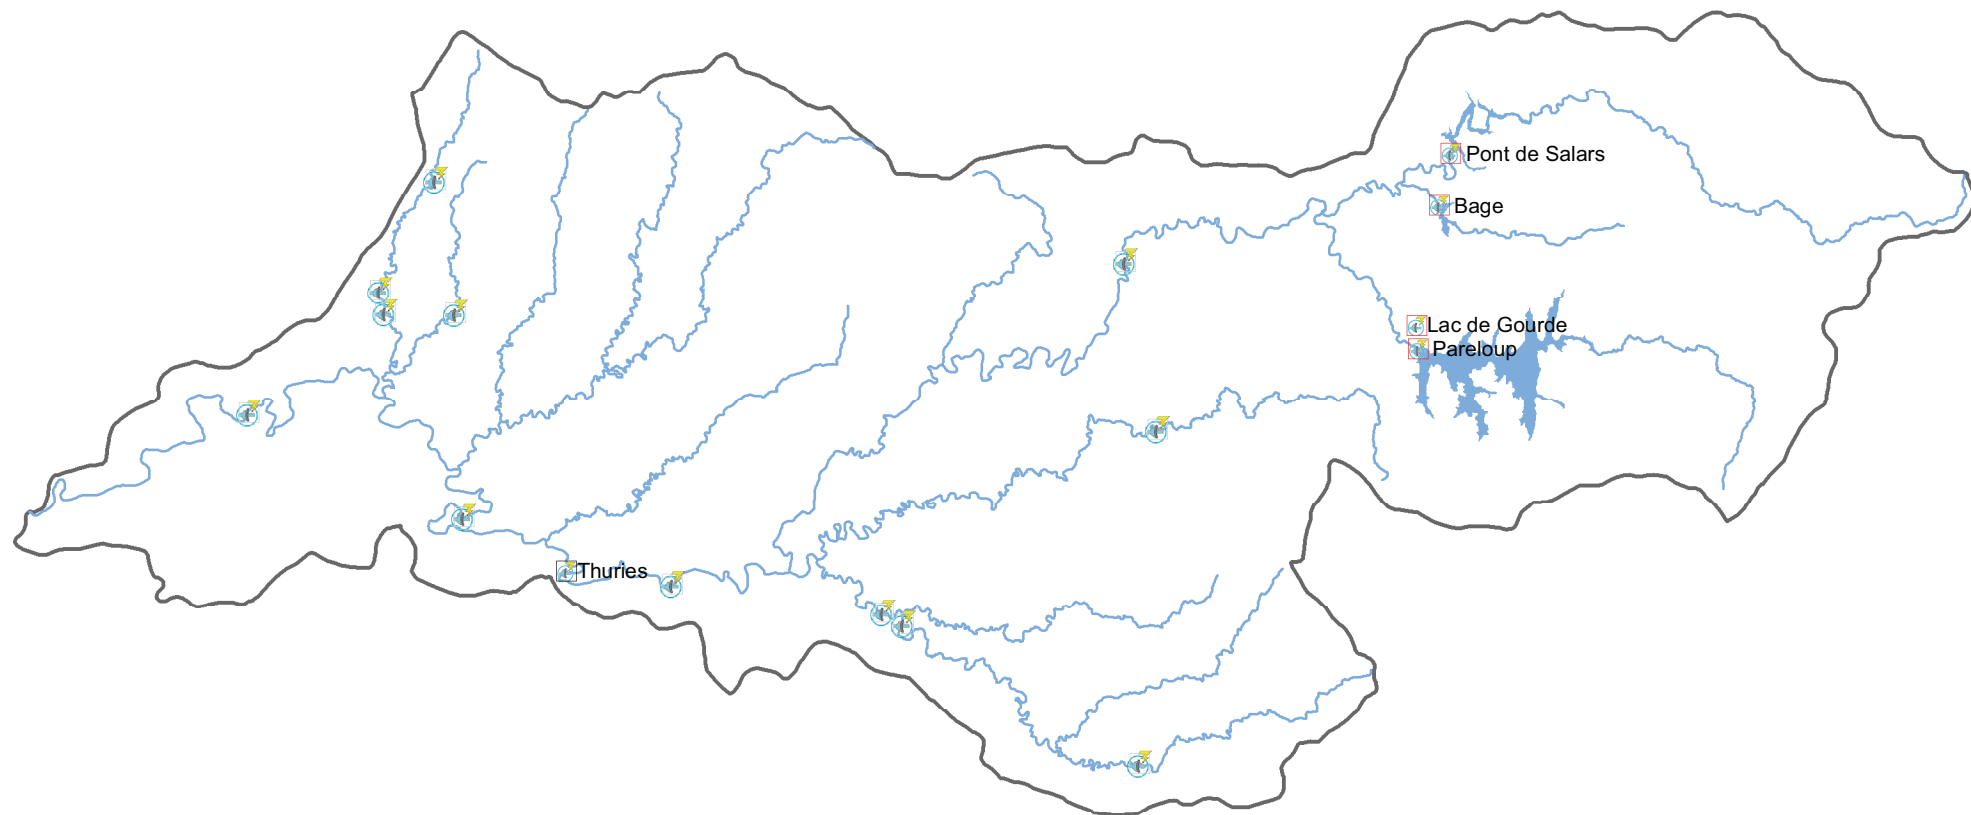 Pont de Salars
Bage
Lac de Gourde
Pareloup
Thuries